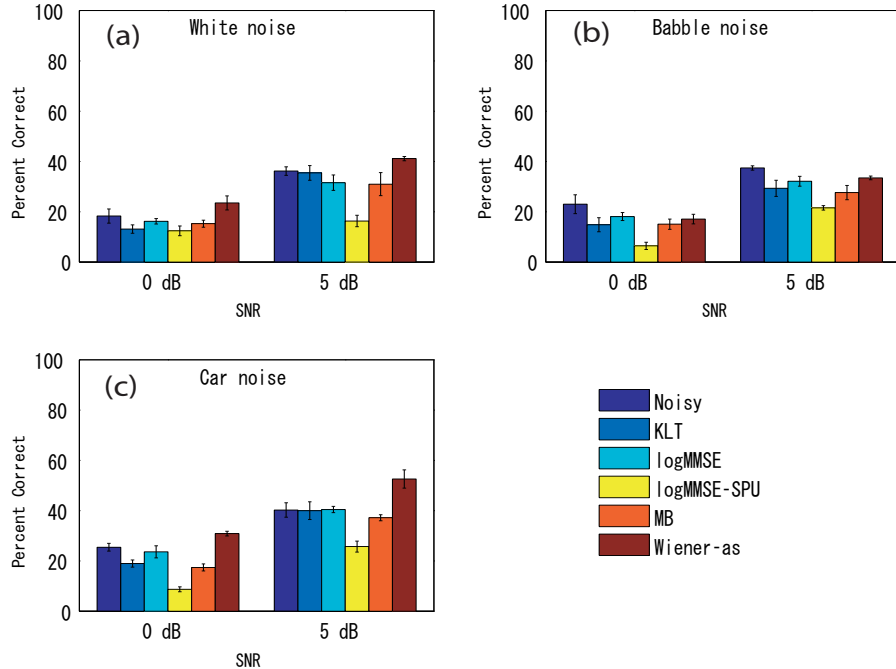 (a)
White noise
100
80
60
40
20
0
Percent Correct
0 dB
5 dB
SNR
(b)
Babble noise
100
80
60
40
20
0
Percent Correct
0 dB
5 dB
SNR
(c)
Car noise
100
80
60
40
20
0
Percent Correct
0 dB
5 dB
SNR
Noisy
KLT
logMMSE
logMMSE-SPU
MB
Wiener-as